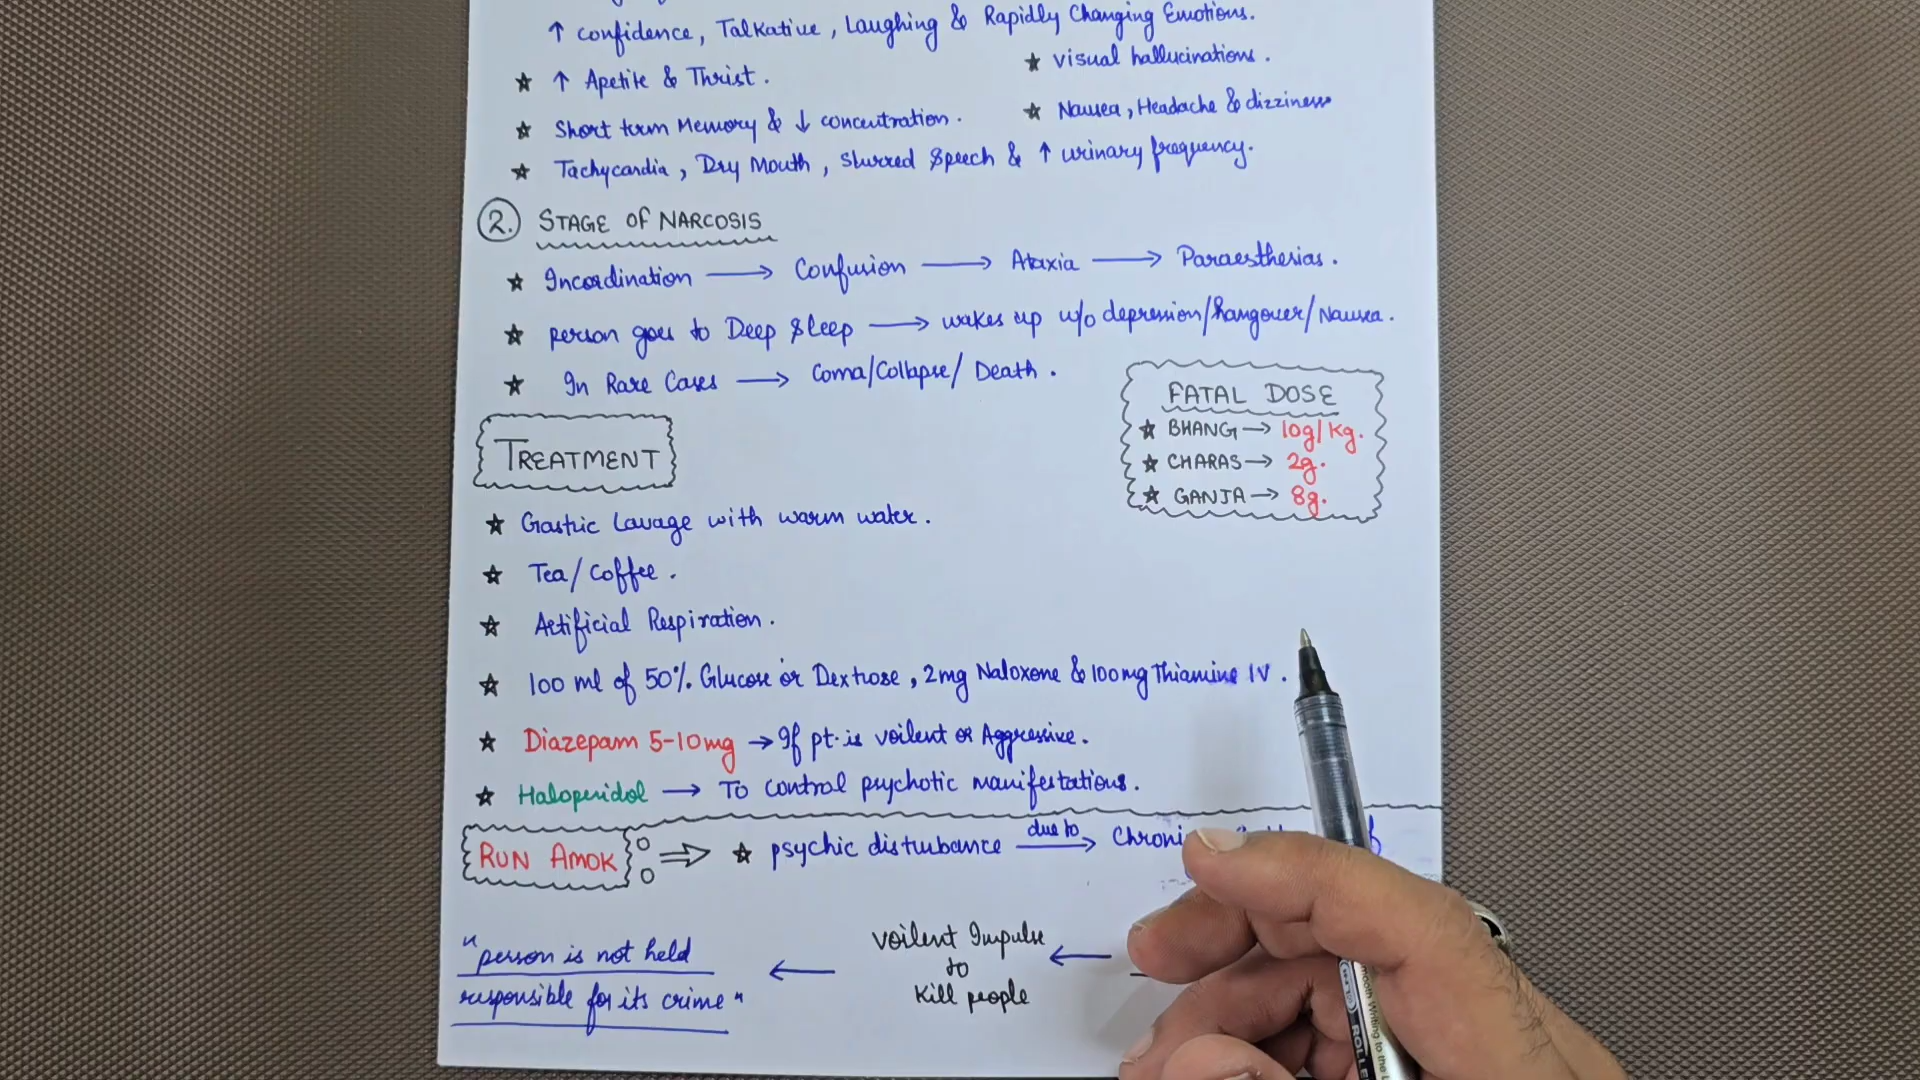 ↑ Confidence, Talkative, Laughing & Rapidly Changing Emotions.
★ ↑ Apetite & Thrist.
★ visual hallucinations.
★ Short term Memory & ↓ concentration.
★ Nausea, Headache & dizziness
★ Tachycardia, Dry Mouth, Slurred Speech & ↑ urinary frequency.
2. STAGE OF NARCOSIS
★ Incordination → Confusion → Ataxia → Paraesthesias.
★ person goes to Deep Sleep → wakes up w/o depression/hangover/Nausea.
★ In Rare Cases → Coma/Collapse/Death.
FATAL DOSE
★ BHANG → 10g/Kg.
★ CHARAS → 2g.
★ GANJA → 8g.
TREATMENT
★ Gastric Lavage with warm water.
★ Tea/Coffee.
★ Artificial Respiration.
★ 100 ml of 50% Glucose or Dextrose, 2mg Naloxone & 100mg Thiamine IV.
★ Diazepam 5-10mg → If pt. is voilent or Aggressive.
★ Haloperidol → To control psychotic manifestations.
RUN AMOK ⇒ ★ psychic disturbance due to →
voilent Impulse
to
Kill people
"person is not held
responsible for its crime"